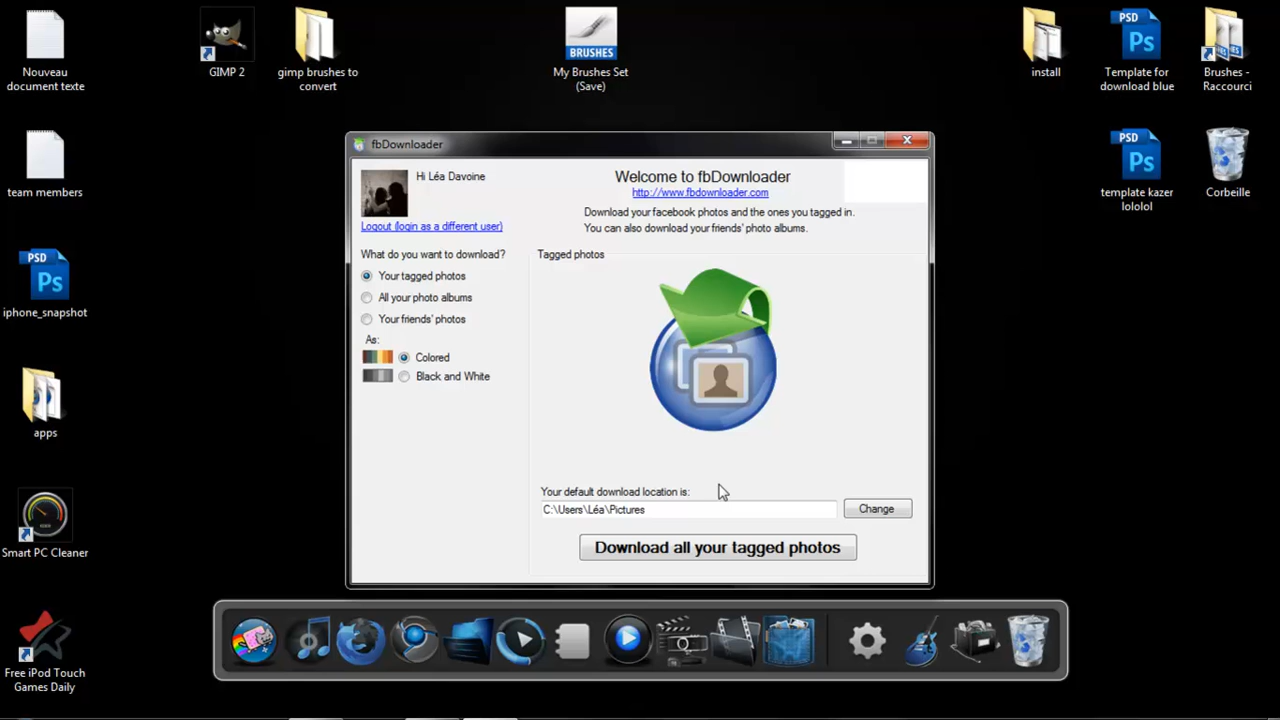 Nouveau
document texte
GIMP 2
gimp brushes to
convert
BRUSHES
My Brushes Set
(Save)
install
PSD
Ps
Template for
download blue
Brushes -
Raccourci
team members
PSD
Ps
template kazer
lololol
Corbeille
PSD
Ps
iphone_snapshot
apps
Smart PC Cleaner
Free iPod Touch
Games Daily
fbDownloader
Hi Léa Davoine
Logout (login as a different user)
Welcome to fbDownloader
http://www.fbdownloader.com
Download your facebook photos and the ones you tagged in.
You can also download your friends' photo albums.
What do you want to download?
Your tagged photos
All your photo albums
Your friends' photos
As:
Colored
Black and White
Tagged photos
Your default download location is:
C:\Users\Léa\Pictures
Change
Download all your tagged photos